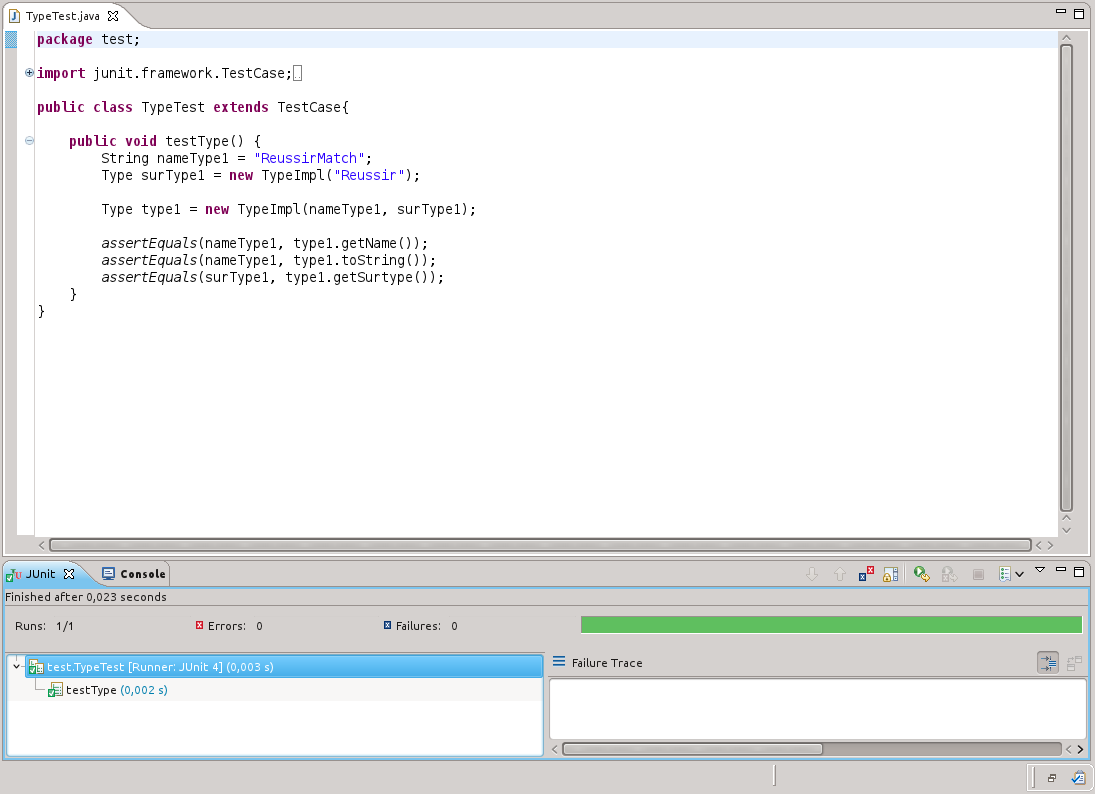 TypeTest.java
package test;
import junit.framework.TestCase;
public class TypeTest extends TestCase{
public void testType() {
String nameType1 = "ReussirMatch";
Type surType1 = new TypeImpl("Reussir");
Type type1 = new TypeImpl(nameType1, surType1);
assertEquals(nameType1, type1.getName());
assertEquals(nameType1, type1.toString());
assertEquals(surType1, type1.getSurtype());
}
}
JUnit Console
Finished after 0,023 seconds
Runs: 1/1 Errors: 0 Failures: 0
test.TypeTest [Runner: JUnit 4] (0,003 s)
testType (0,002 s)
Failure Trace